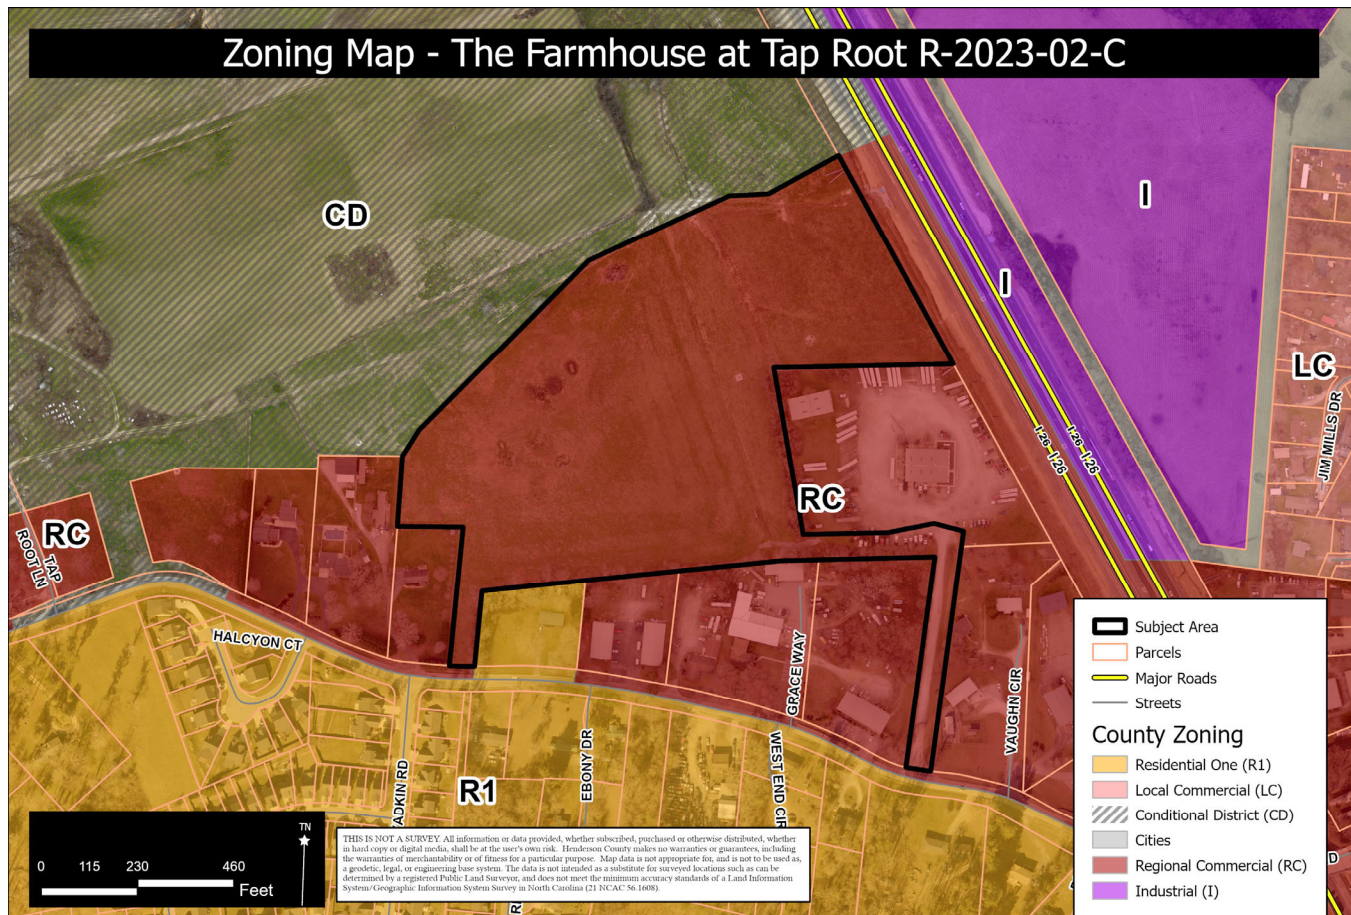 Zoning Map - The Farmhouse at Tap Root R-2023-02-C
CD
I
I
LC
JIM MILLS DR
I 26
I 26
I 26
I 26
RC
RC
TAP
ROOT LN
HALCYON CT
GRACE WAY
VAUGHN CIR
EBONY DR
WEST END CIR
ADKIN RD
R1
R
D
Subject Area
Parcels
Major Roads
Streets
County Zoning
Residential One (R1)
Local Commercial (LC)
Conditional District (CD)
Cities
Regional Commercial (RC)
Industrial (I)
TN
0 115 230 460
Feet
THIS IS NOT A SURVEY. All information or data provided, whether subscribed, purchased or otherwise distributed, whether
in hard copy or digital media, shall be at the user's own risk. Henderson County makes no warranties or guarantees, including
the warranties of merchantability or of fitness for a particular purpose. Map data is not appropriate for, and is not to be used as,
a geodetic, legal, or engineering base system. The data is not intended as a substitute for surveyed locations such as can be
determined by a registered Public Land Surveyor, and does not meet the minimum accuracy standards of a Land Information
System/Geographic Information System Survey in North Carolina (21 NCAC 56.1608).